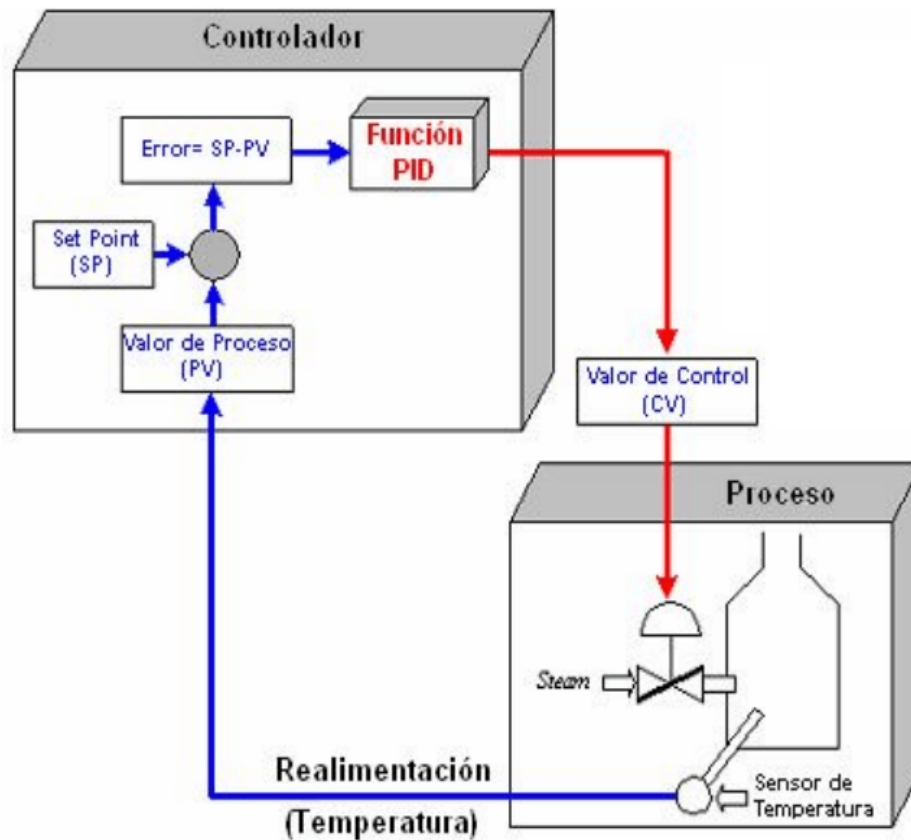 Controlador
Error= SP-PV
Función
PID
Set Point
(SP)
Valor de Proceso
(PV)
Valor de Control
(CV)
Proceso
Steam
Sensor de
Temperatura
Realimentación
(Temperatura)